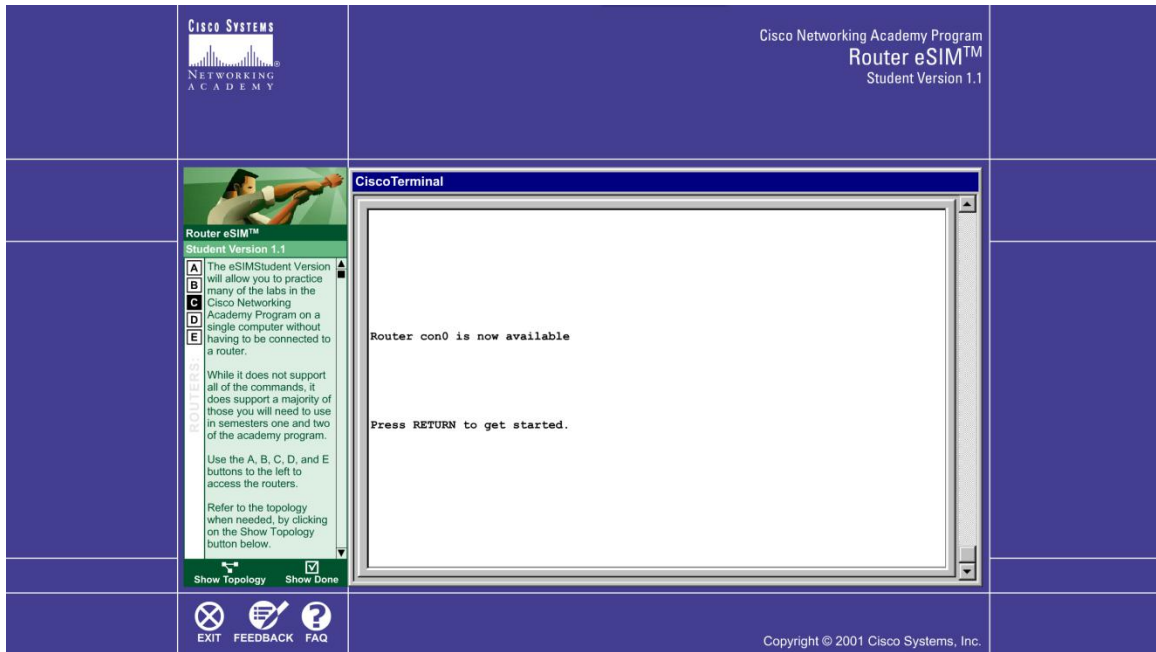 CISCO SYSTEMS
NETWORKING
ACADEMY
Cisco Networking Academy Program
Router eSIM™
Student Version 1.1
Router eSIM™
Student Version 1.1
A
B
C
D
E
ROUTERS:
The eSIMStudent Version
will allow you to practice
many of the labs in the
Cisco Networking
Academy Program on a
single computer without
having to be connected to
a router.
While it does not support
all of the commands, it
does support a majority of
those you will need to use
in semesters one and two
of the academy program.
Use the A, B, C, D, and E
buttons to the left to
access the routers.
Refer to the topology
when needed, by clicking
on the Show Topology
button below.
Show Topology Show Done
CiscoTerminal
Router con0 is now available
Press RETURN to get started.
EXIT FEEDBACK FAQ
Copyright © 2001 Cisco Systems, Inc.